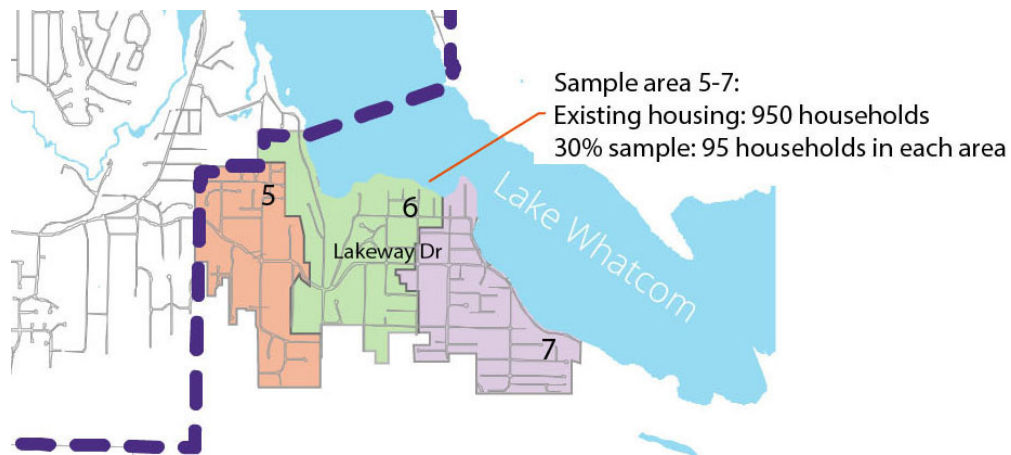 Sample area 5-7:
Existing housing: 950 households
30% sample: 95 households in each area
5
6
Lakeway Dr
7
Lake Whatcom